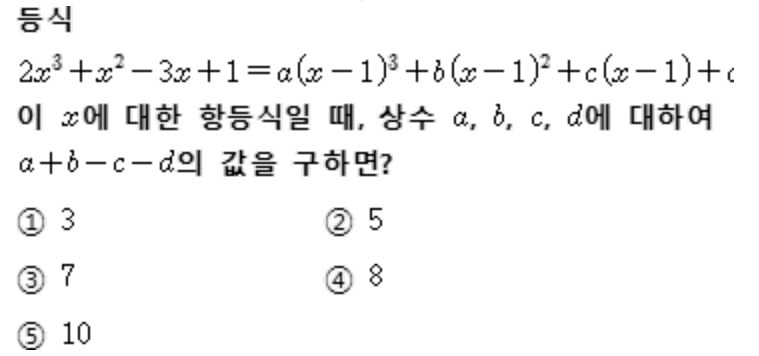 등식
2x³+x²−3x+1=a(x−1)³+b(x−1)²+c(x−1)+
이 x에 대한 항등식일 때, 상수 a, b, c, d에 대하여
a+b−c−d의 값을 구하면?
① 3 ② 5
③ 7 ④ 8
⑤ 10